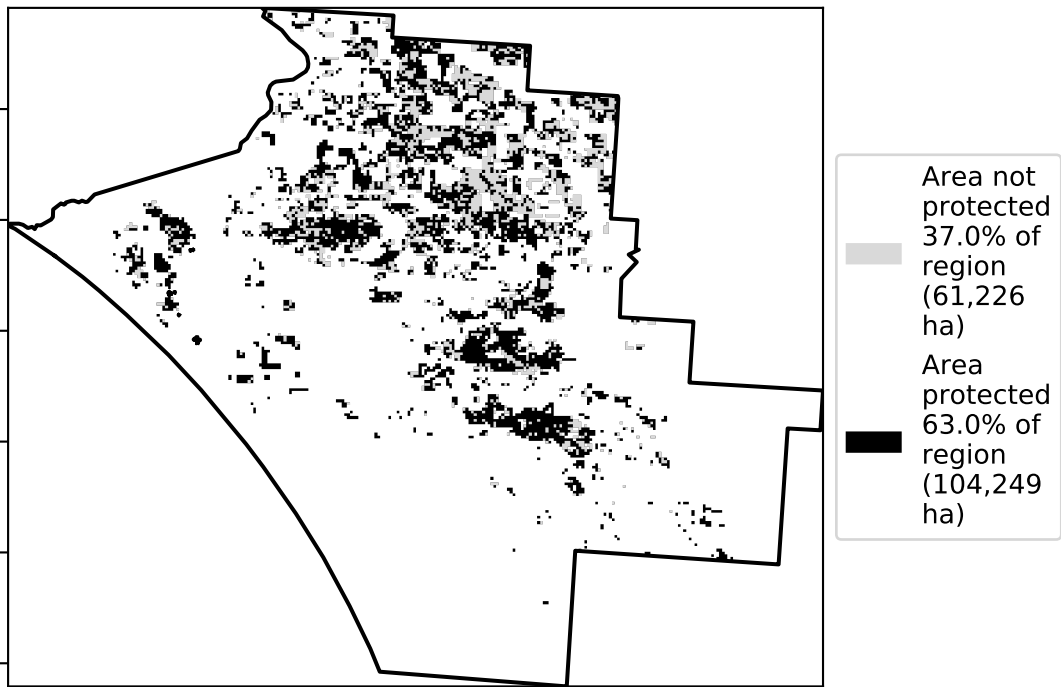 Area not
protected
37.0% of
region
(61,226
ha)
Area
protected
63.0% of
region
(104,249
ha)